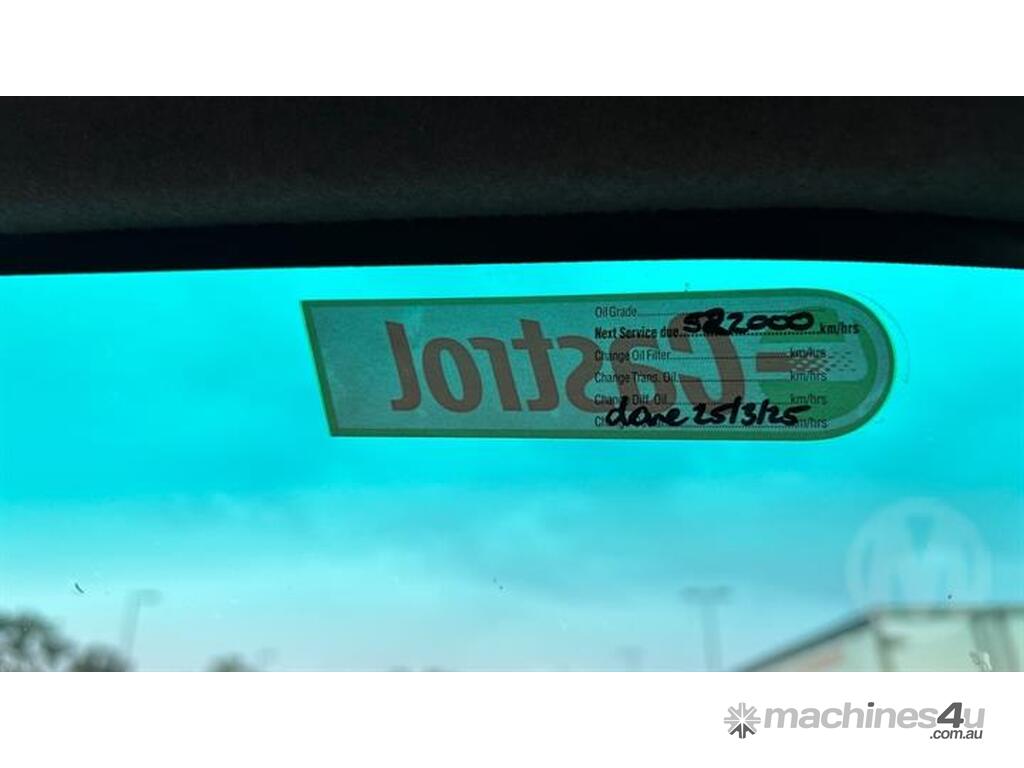 Oil Grade
Next Service due 522000 km/hrs
Change Oil Filter km/hrs
Change Trans. Oil km/hrs
Change Diff. Oil km/hrs
done 25/3/25 km/hrs
Castrol
M
machines4u
.com.au